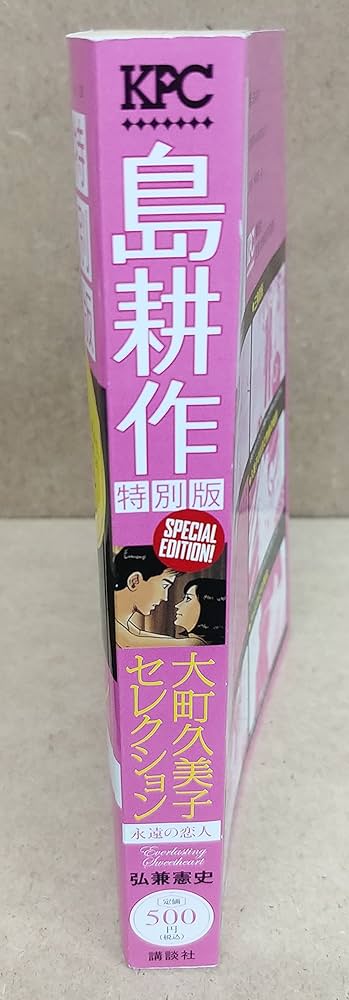 KPC
島耕作
特別版
SPECIAL
EDITION!
大町久美子
セレクション
永遠の恋人
Everlasting
Sweetheart
弘兼憲史
定価
500
円
(税込)
講談社